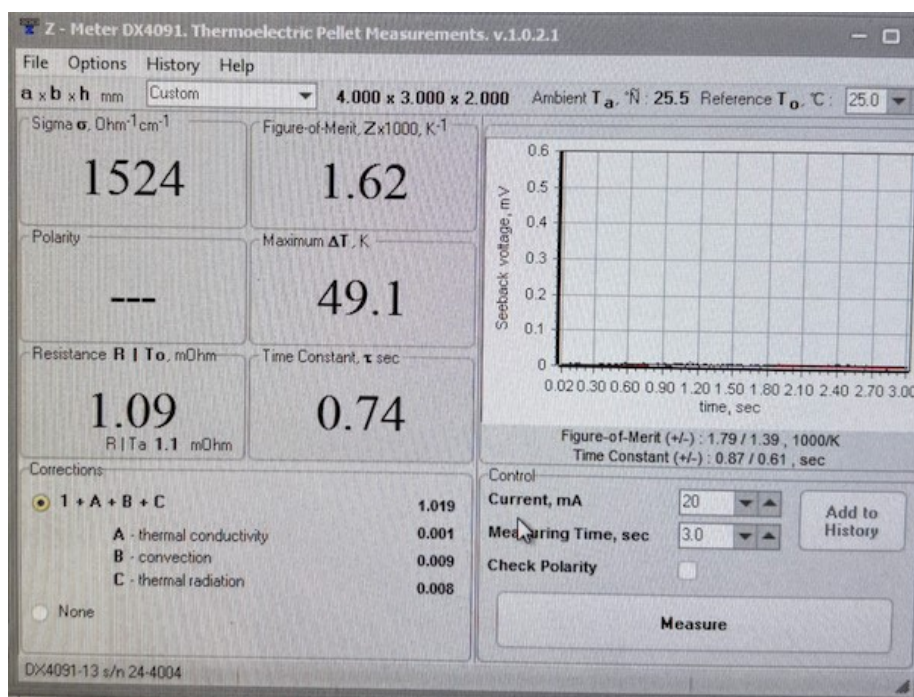 Z - Meter DX4091. Thermoelectric Pellet Measurements. v.1.0.2.1
File Options History Help
a x b x h mm Custom 4.000 x 3.000 x 2.000 Ambient Ta, °Ñ : 25.5 Reference To, °C : 25.0
Sigma σ, Ohm-1cm-1
1524
Figure-of-Merit, Zx1000, K-1
1.62
Polarity
---
Maximum ΔT, K
49.1
Resistance R | To, mOhm
1.09
R | Ta 1.1 mOhm
Time Constant, τ sec
0.74
Seeback voltage, mV
0.6
0.5
0.4
0.3
0.2
0.1
0
0.02 0.30 0.60 0.90 1.20 1.50 1.80 2.10 2.40 2.70 3.00
time, sec
Figure-of-Merit (+/-) : 1.79 / 1.39 , 1000/K
Time Constant (+/-) : 0.87 / 0.61 , sec
Corrections
1 + A + B + C 1.019
A - thermal conductivity 0.001
B - convection 0.009
C - thermal radiation 0.008
None
Control
Current, mA 20
Measuring Time, sec 3.0
Check Polarity
Add to
History
Measure
DX4091-13 s/n 24-4004